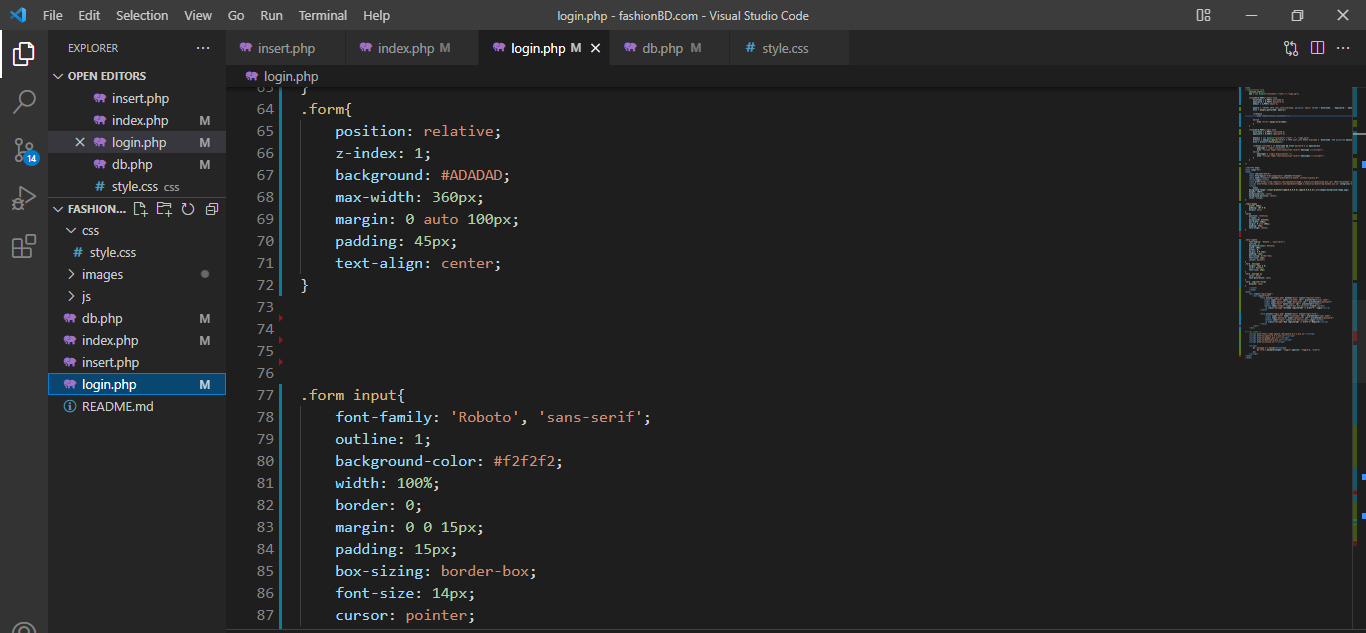 File Edit Selection View Go Run Terminal Help
login.php - fashionBD.com - Visual Studio Code
EXPLORER
OPEN EDITORS
insert.php
index.php M
login.php M
db.php M
# style.css css
14
FASHION...
css
# style.css
images
js
db.php M
index.php M
insert.php
login.php M
README.md
insert.php index.php M login.php M db.php M # style.css
login.php
63 }
64 .form{
65 position: relative;
66 z-index: 1;
67 background: #ADADAD;
68 max-width: 360px;
69 margin: 0 auto 100px;
70 padding: 45px;
71 text-align: center;
72 }
73
74
75
76
77 .form input{
78 font-family: 'Roboto', 'sans-serif';
79 outline: 1;
80 background-color: #f2f2f2;
81 width: 100%;
82 border: 0;
83 margin: 0 0 15px;
84 padding: 15px;
85 box-sizing: border-box;
86 font-size: 14px;
87 cursor: pointer;